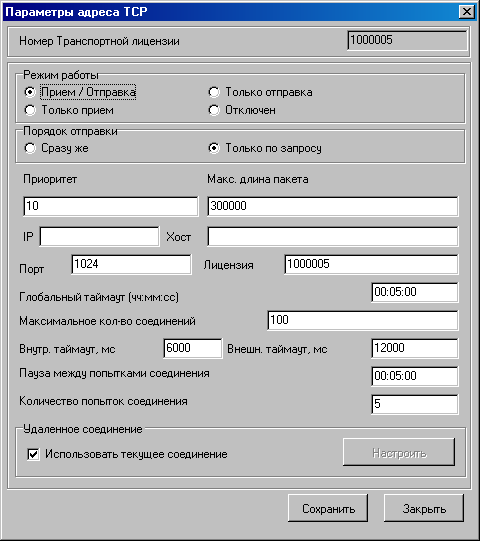 Параметры адреса TCP
Номер Транспортной лицензии 1000005
Режим работы
Прием / Отправка Только отправка
Только прием Отключен
Порядок отправки
Сразу же Только по запросу
Приоритет Макс. длина пакета
10 300000
IP Хост
Порт 1024 Лицензия 1000005
Глобальный таймаут (чч:мм:сс) 00:05:00
Максимальное кол-во соединений 100
Внутр. таймаут, мс 6000 Внешн. таймаут, мс 12000
Пауза между попытками соединения 00:05:00
Количество попыток соединения 5
Удаленное соединение
Использовать текущее соединение Настроить
Сохранить Закрыть